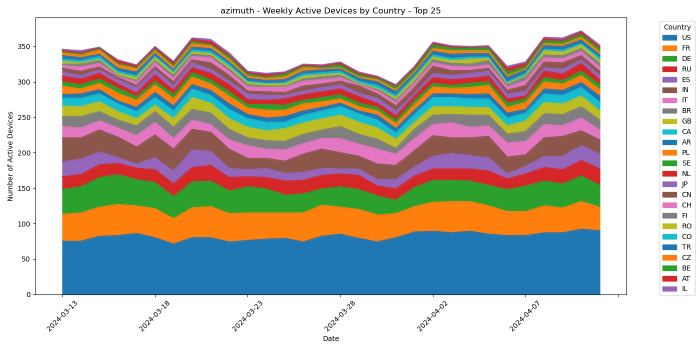 azimuth - Weekly Active Devices by Country - Top 25
Number of Active Devices
350
300
250
200
150
100
50
0
2024-03-13
2024-03-18
2024-03-23
2024-03-28
2024-04-02
2024-04-07
Date
Country
US
FR
DE
RU
ES
IN
IT
BR
GB
CA
AR
PL
SE
NL
JP
CN
CH
FI
RO
CO
TR
CZ
BE
AT
IL